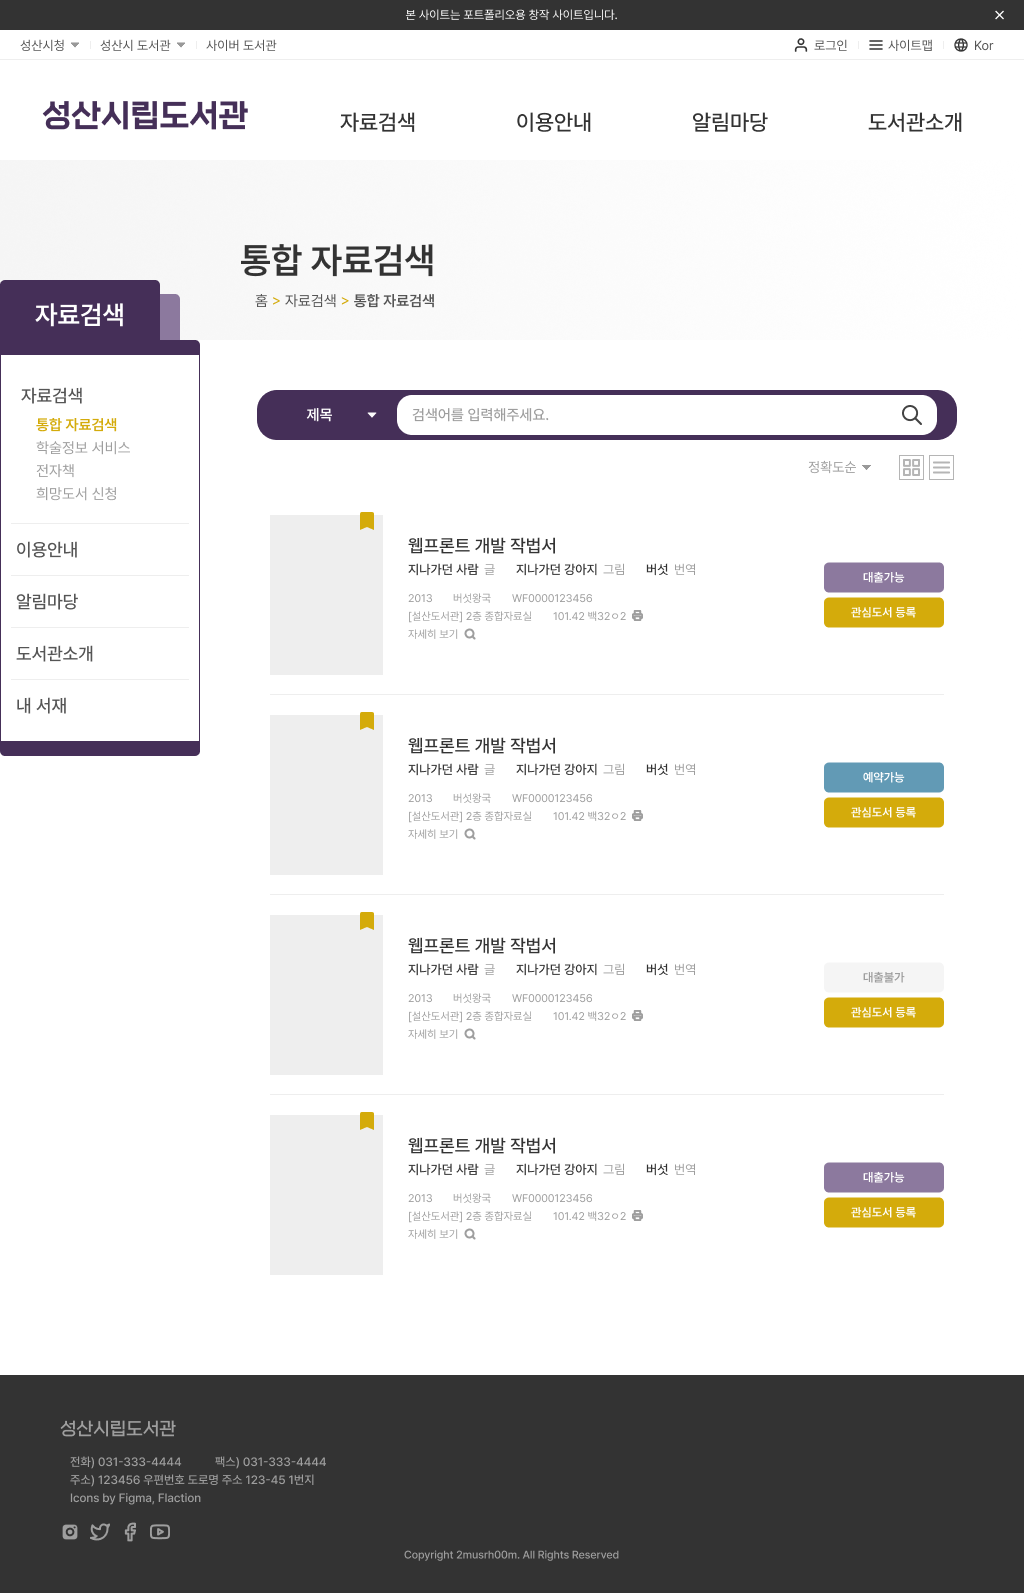 본 사이트는 포트폴리오용 창작 사이트입니다.
성산시청 성산시 도서관 사이버 도서관 로그인 사이트맵 Kor
성산시립도서관 자료검색 이용안내 알림마당 도서관소개
통합 자료검색
홈 > 자료검색 > 통합 자료검색
자료검색
자료검색
통합 자료검색
학술정보 서비스
전자책
희망도서 신청
이용안내
알림마당
도서관소개
내 서재
제목 검색어를 입력해주세요.
정확도순
웹프론트 개발 작법서
지나가던 사람 글 지나가던 강아지 그림 버섯 번역
2013 버섯왕국 WF0000123456
[설산도서관] 2층 종합자료실 101.42 백32ㅇ2
자세히 보기
대출가능
관심도서 등록
웹프론트 개발 작법서
지나가던 사람 글 지나가던 강아지 그림 버섯 번역
2013 버섯왕국 WF0000123456
[설산도서관] 2층 종합자료실 101.42 백32ㅇ2
자세히 보기
예약가능
관심도서 등록
웹프론트 개발 작법서
지나가던 사람 글 지나가던 강아지 그림 버섯 번역
2013 버섯왕국 WF0000123456
[설산도서관] 2층 종합자료실 101.42 백32ㅇ2
자세히 보기
대출불가
관심도서 등록
웹프론트 개발 작법서
지나가던 사람 글 지나가던 강아지 그림 버섯 번역
2013 버섯왕국 WF0000123456
[설산도서관] 2층 종합자료실 101.42 백32ㅇ2
자세히 보기
대출가능
관심도서 등록
성산시립도서관
전화) 031-333-4444 팩스) 031-333-4444
주소) 123456 우편번호 도로명 주소 123-45 1번지
Icons by Figma, Flaction
Copyright 2musrh00m. All Rights Reserved